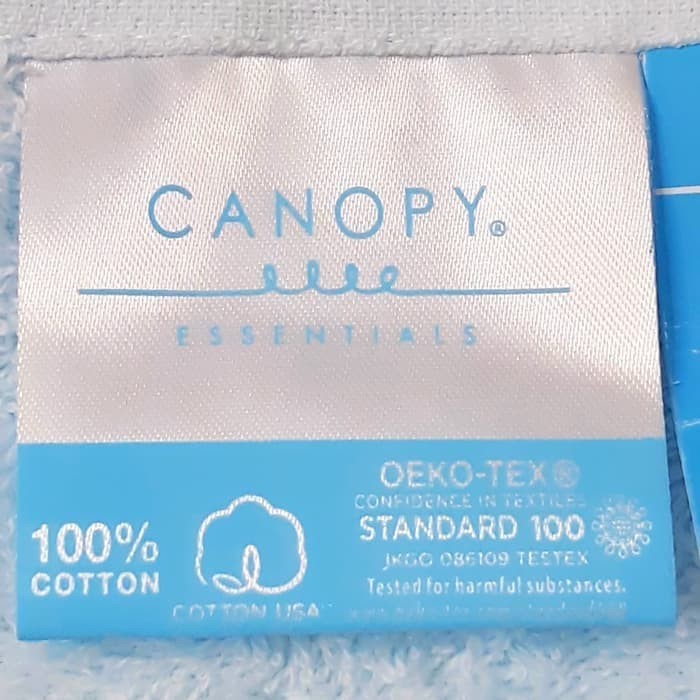 CANOPY®
ESSENTIALS
100%
COTTON
COTTON USA
OEKO-TEX®
CONFIDENCE IN TEXTILES
STANDARD 100
JKGO 086109 TESTEX
Tested for harmful substances.